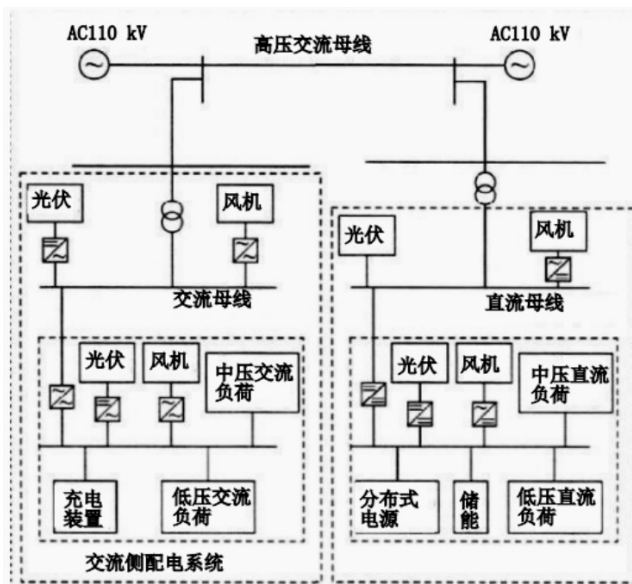 AC110 kV
高压交流母线
AC110 kV
光伏
风机
交流母线
光伏
风机
直流母线
光伏
风机
中压交流
负荷
充电
装置
低压交流
负荷
交流侧配电系统
光伏
风机
中压直流
负荷
分布式
电源
储
能
低压直流
负荷